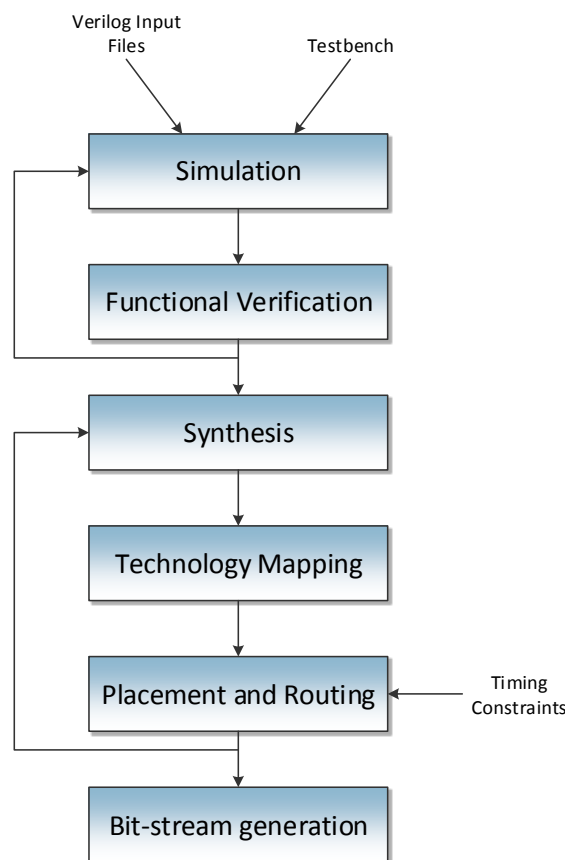 Verilog Input
Files
Testbench
Simulation
Functional Verification
Synthesis
Technology Mapping
Placement and Routing
Timing
Constraints
Bit-stream generation